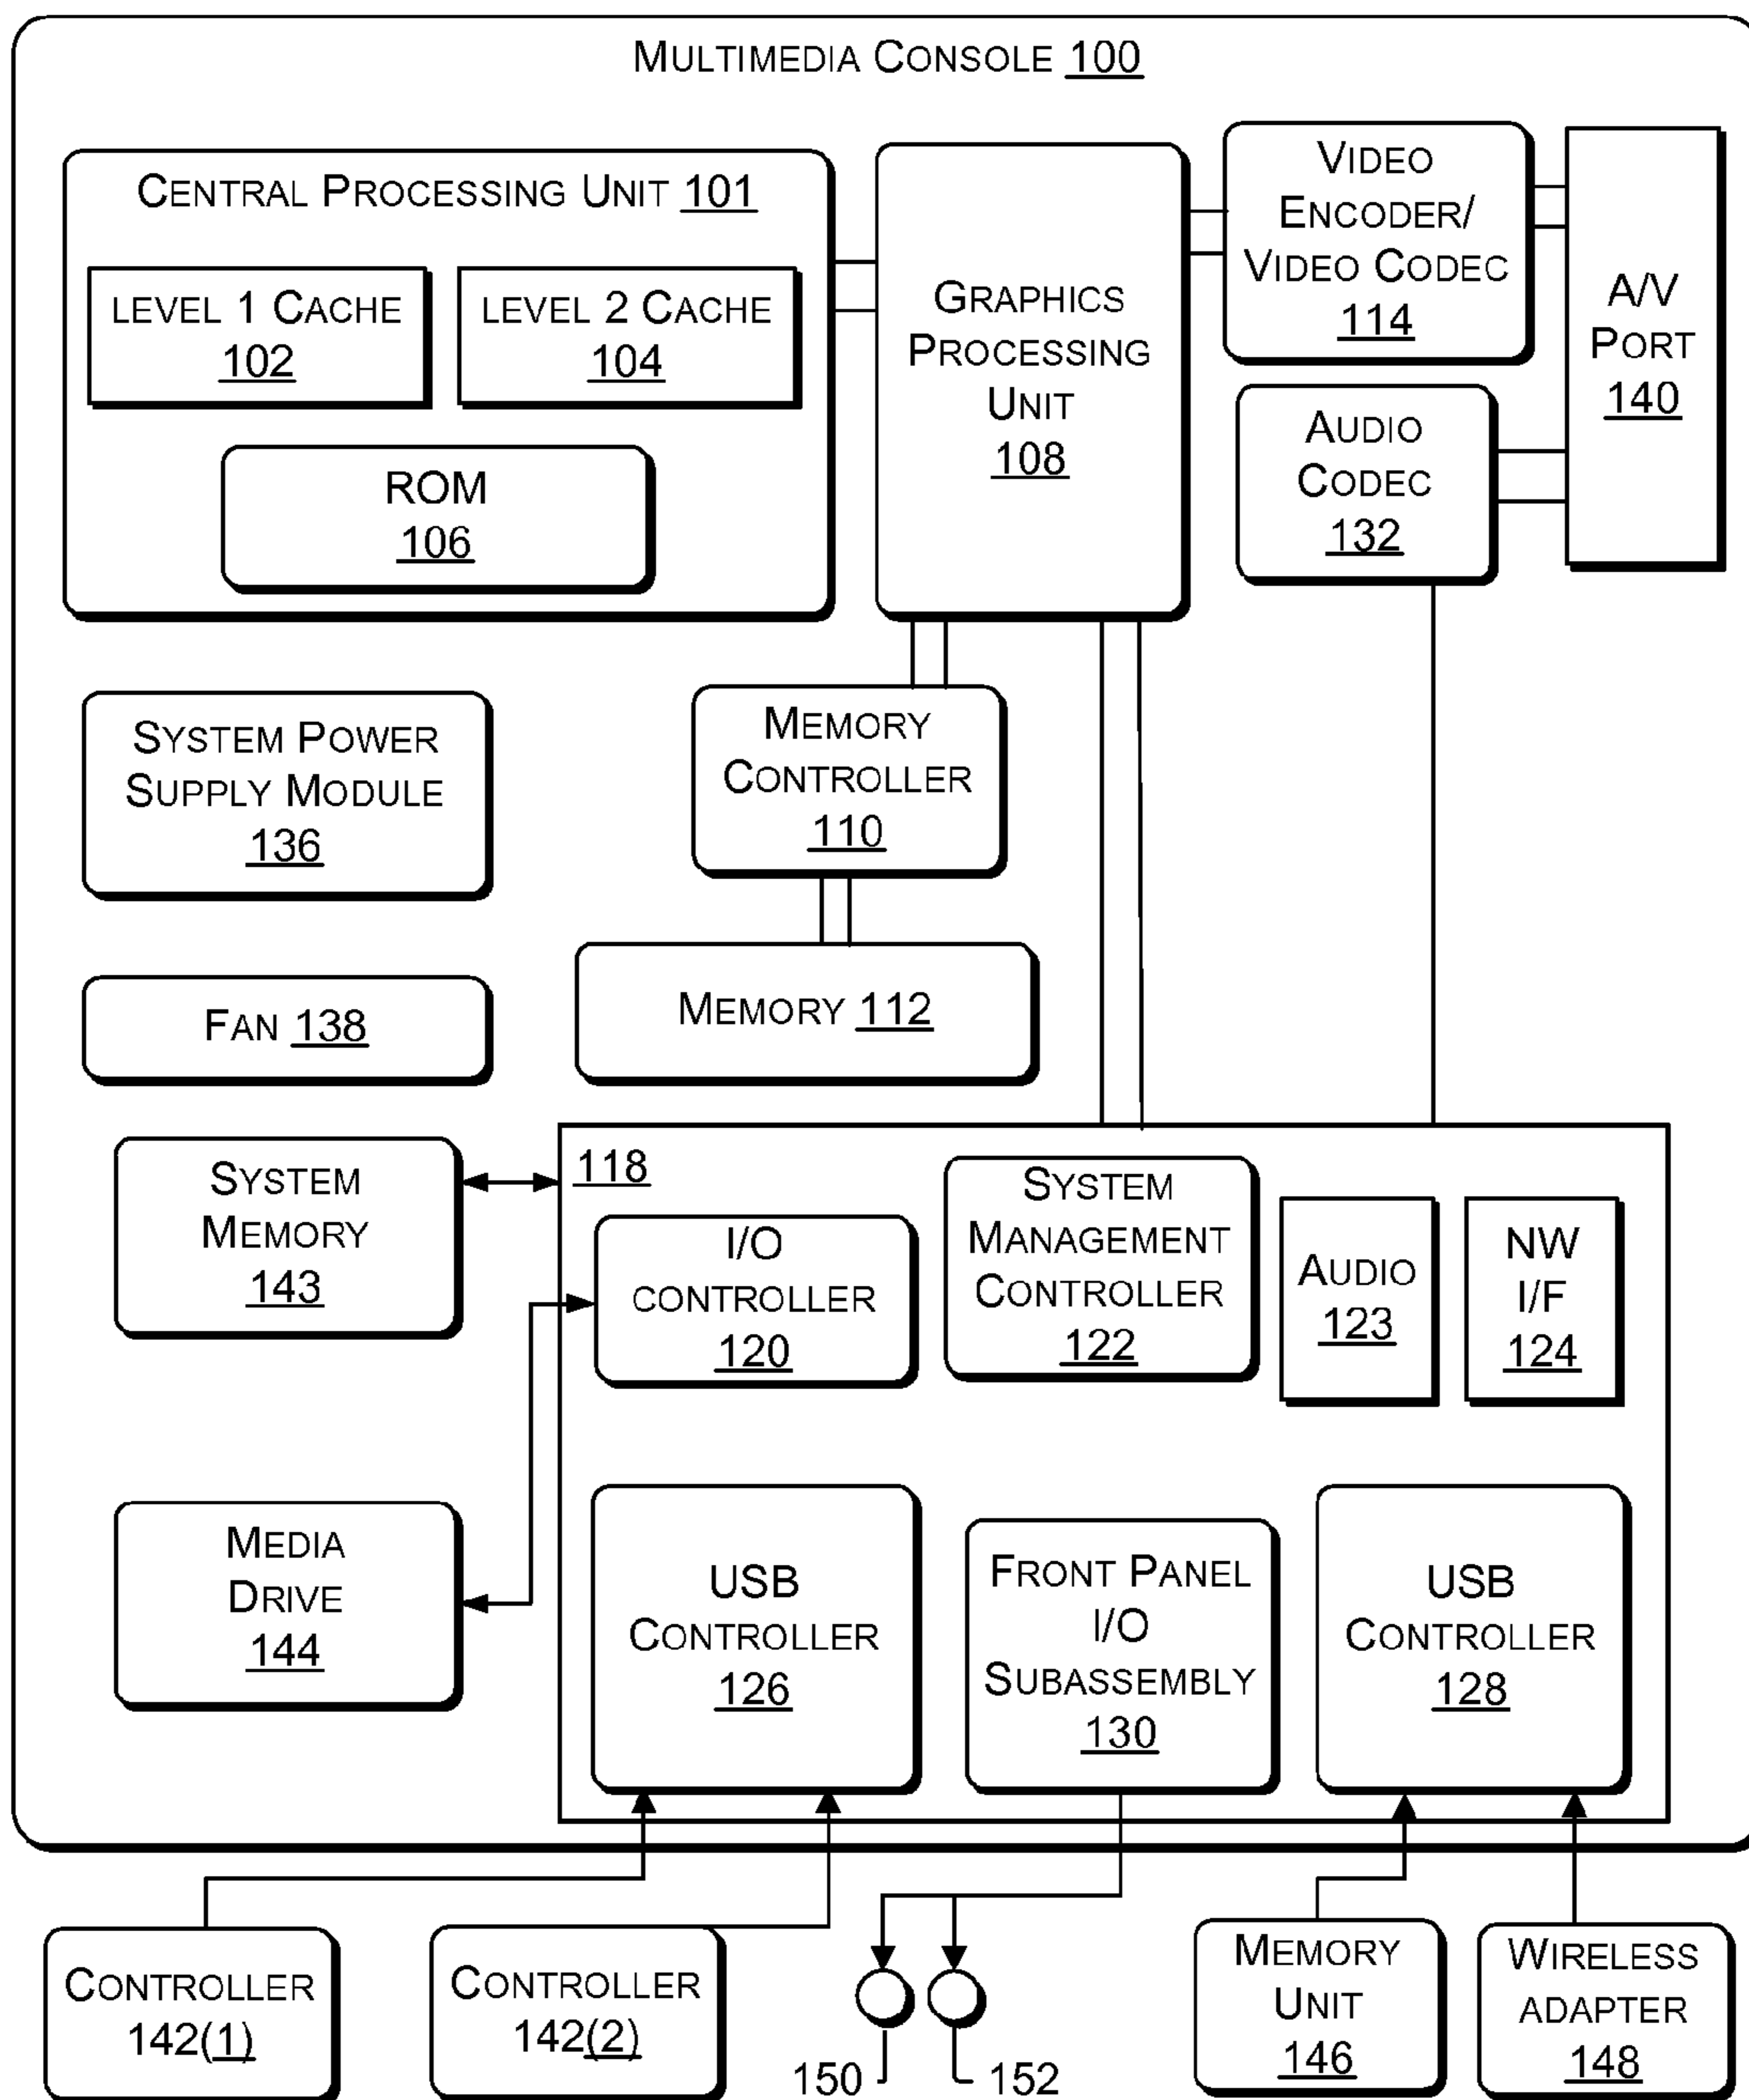 MULTIMEDIA CONSOLE 100
CENTRAL PROCESSING UNIT 101
LEVEL 1 CACHE
102
LEVEL 2 CACHE
104
ROM
106
GRAPHICS
PROCESSING
UNIT
108
VIDEO
ENCODER/
VIDEO CODEC
114
A/V
PORT
140
AUDIO
CODEC
132
SYSTEM POWER
SUPPLY MODULE
136
MEMORY
CONTROLLER
110
FAN 138
MEMORY 112
SYSTEM
MEMORY
143
118
I/O
CONTROLLER
120
SYSTEM
MANAGEMENT
CONTROLLER
122
AUDIO
123
NW
I/F
124
MEDIA
DRIVE
144
USB
CONTROLLER
126
FRONT PANEL
I/O
SUBASSEMBLY
130
USB
CONTROLLER
128
CONTROLLER
142(1)
CONTROLLER
142(2)
150
152
MEMORY
UNIT
146
WIRELESS
ADAPTER
148